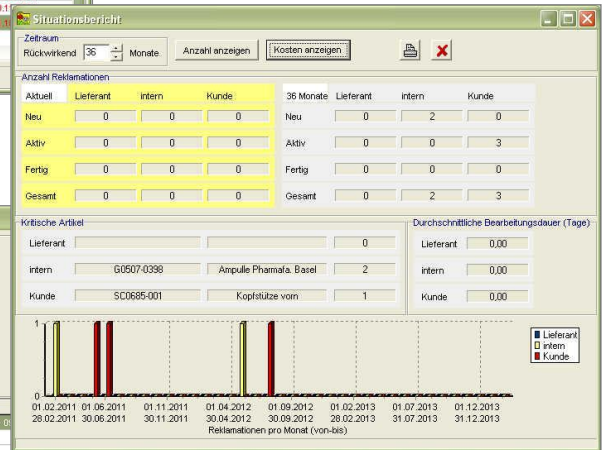 Situationsbericht
Zeitraum
Rückwirkend 36 Monate Anzahl anzeigen Kosten anzeigen
Anzahl Reklamationen
Aktuell Lieferant intern Kunde 36 Monate Lieferant intern Kunde
Neu 0 0 0 Neu 0 2 0
Aktiv 0 0 0 Aktiv 0 0 3
Fertig 0 0 0 Fertig 0 0 0
Gesamt 0 0 0 Gesamt 0 2 3
Kritische Artikel Durchschnittliche Bearbeitungsdauer (Tage)
Lieferant 0 Lieferant 0,00
intern G0507-0398 Ampulle Pharmafa. Basel 2 intern 0,00
Kunde SC0685-001 Kopfstütze vorn 1 Kunde 0,00
1
Lieferant
intern
Kunde
0
01.02.2011 01.06.2011 01.11.2011 01.04.2012 01.09.2012 01.02.2013 01.07.2013 01.12.2013
28.02.2011 30.06.2011 30.11.2011 30.04.2012 30.09.2012 28.02.2013 31.07.2013 31.12.2013
Reklamationen pro Monat (von-bis)